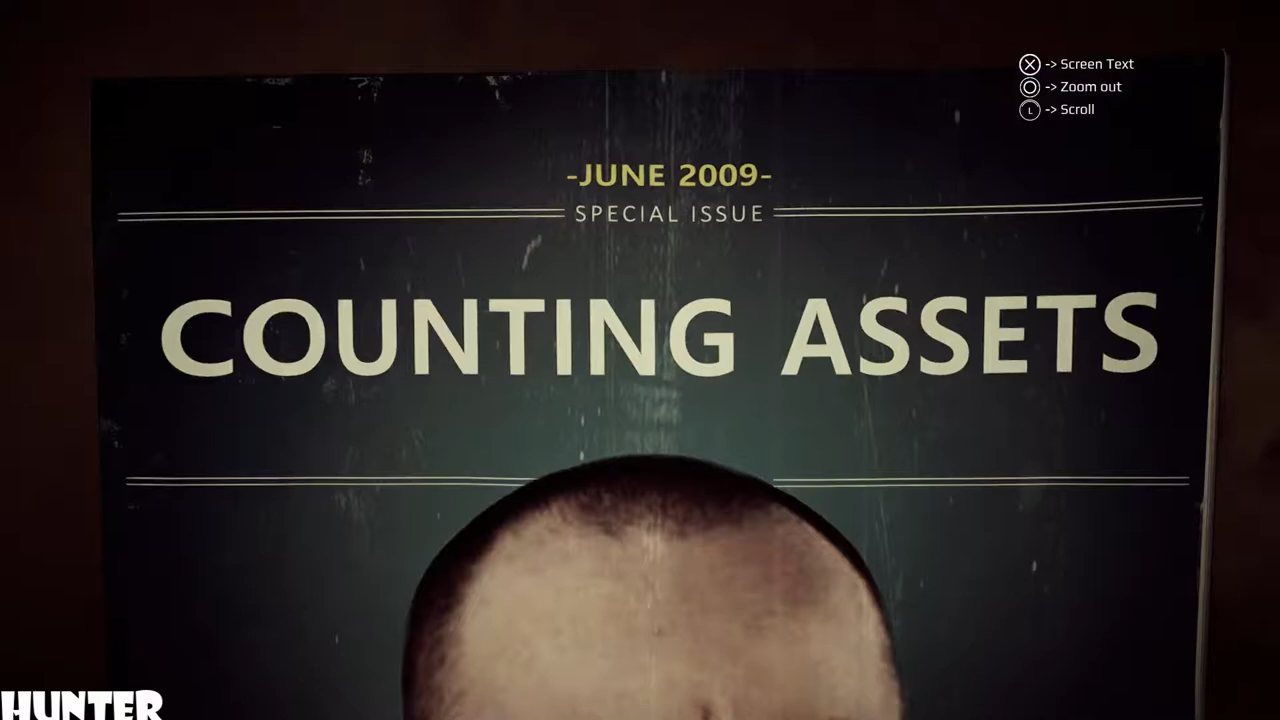 Ⓧ -> Screen Text
◯ -> Zoom out
Ⓛ -> Scroll
-JUNE 2009-
SPECIAL ISSUE
COUNTING ASSETS
HUNTER